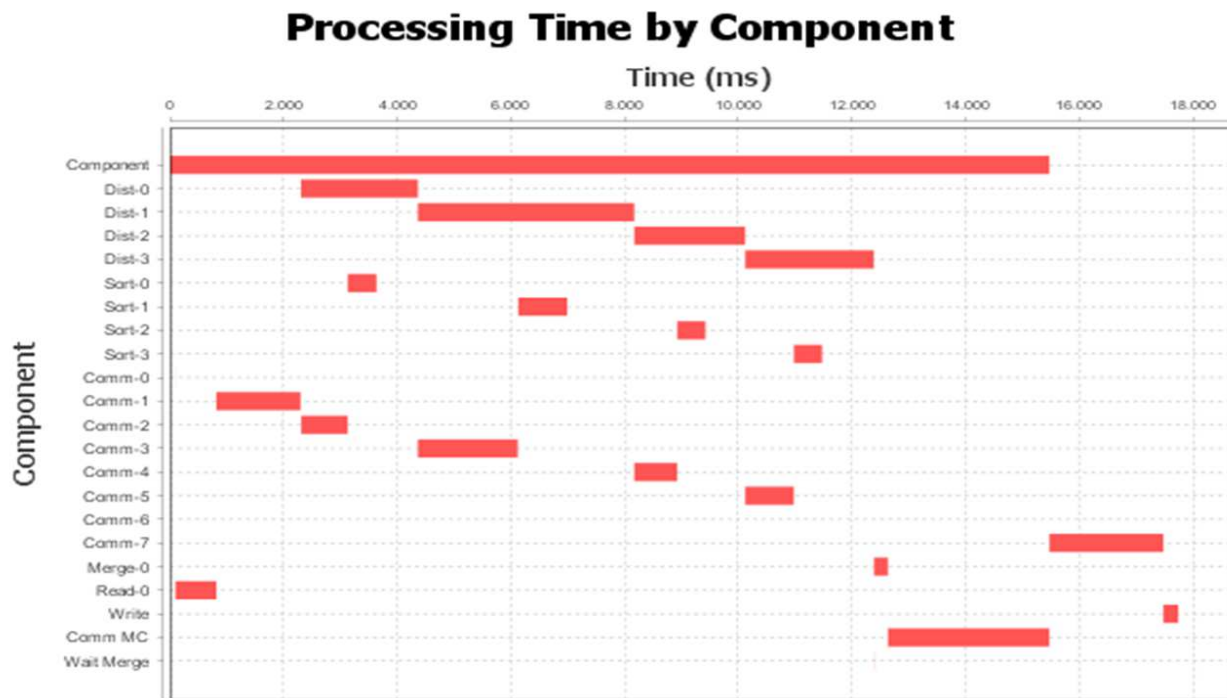 Processing Time by Component
Time (ms)
0 2.000 4.000 6.000 8.000 10.000 12.000 14.000 16.000 18.000
Component
Component
Dist-0
Dist-1
Dist-2
Dist-3
Sort-0
Sort-1
Sort-2
Sort-3
Comm-0
Comm-1
Comm-2
Comm-3
Comm-4
Comm-5
Comm-6
Comm-7
Merge-0
Read-0
Write
Comm MC
Wait Merge